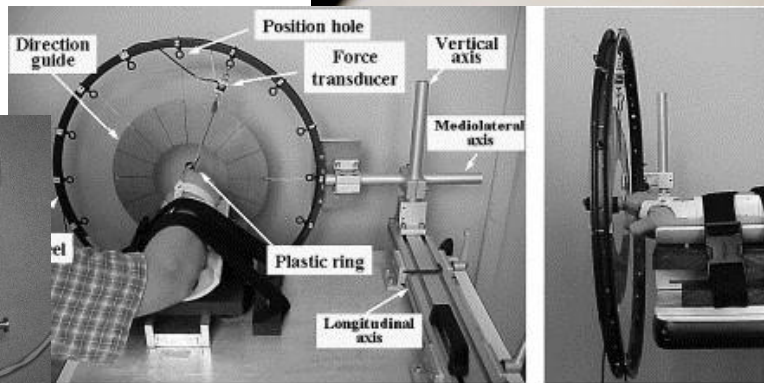 Position hole
Direction
guide
Force
transducer
Vertical
axis
Mediolateral
axis
Plastic ring
Longitudinal
axis